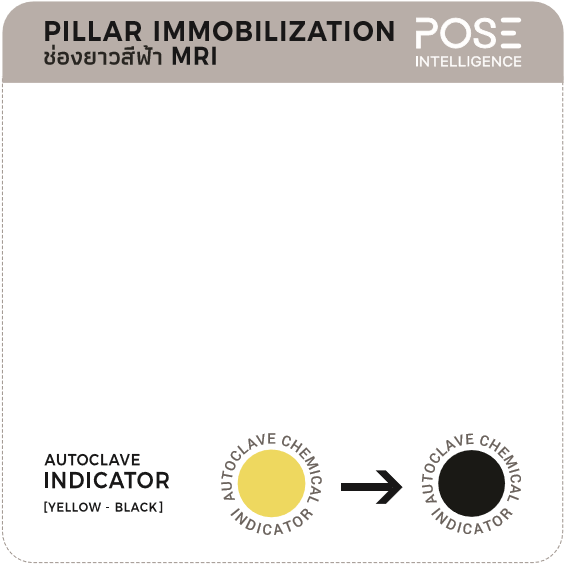 PILLAR IMMOBILIZATION
ช่องยาวสีฟ้า MRI
POSE
INTELLIGENCE
AUTOCLAVE
INDICATOR
[YELLOW - BLACK]
AUTOCLAVE CHEMICAL
INDICATOR
AUTOCLAVE CHEMICAL
INDICATOR